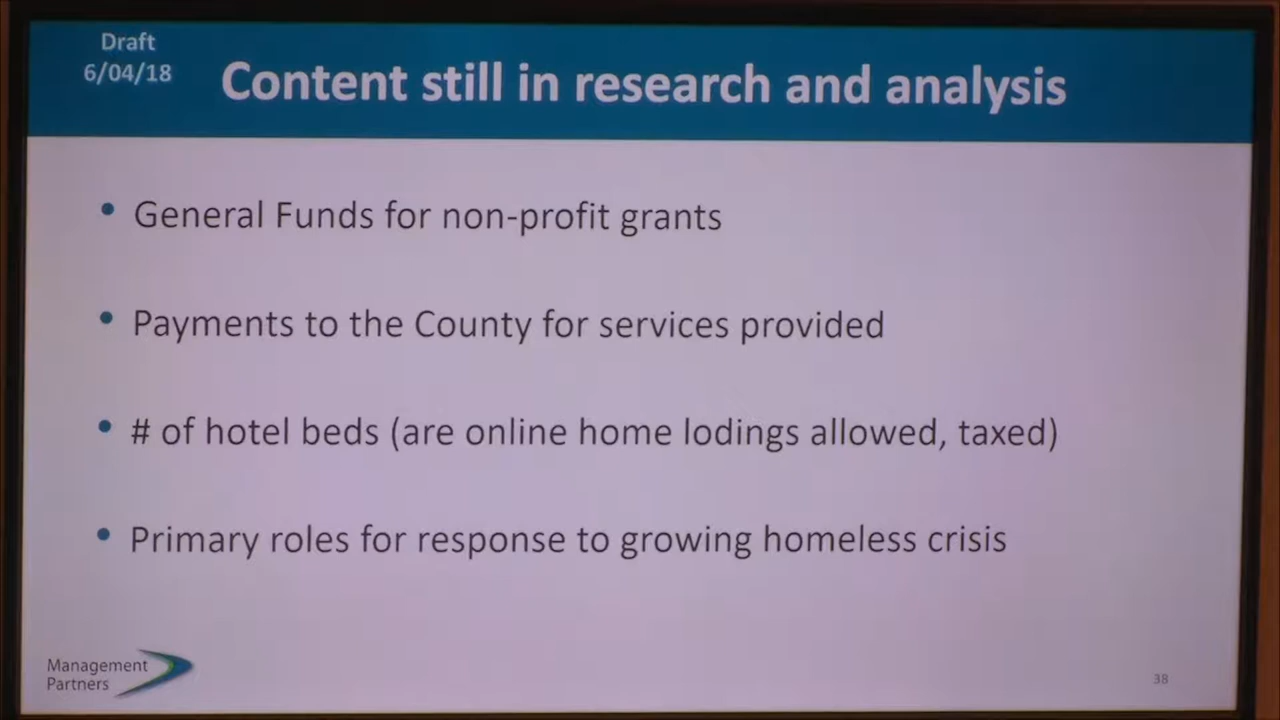 Draft
6/04/18
Content still in research and analysis
• General Funds for non-profit grants
• Payments to the County for services provided
• # of hotel beds (are online home lodings allowed, taxed)
• Primary roles for response to growing homeless crisis
Management
Partners
38